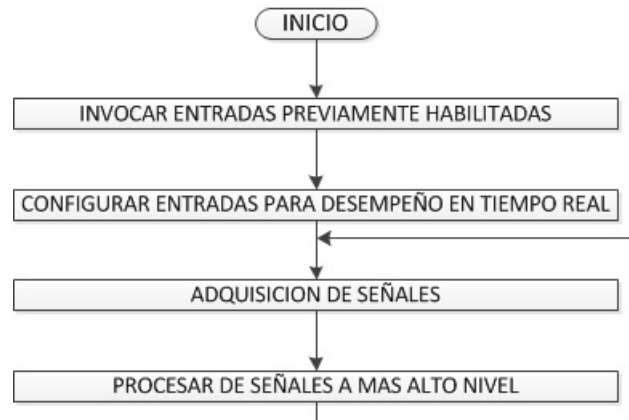 INICIO
INVOCAR ENTRADAS PREVIAMENTE HABILITADAS
CONFIGURAR ENTRADAS PARA DESEMPEÑO EN TIEMPO REAL
ADQUISICION DE SEÑALES
PROCESAR DE SEÑALES A MAS ALTO NIVEL